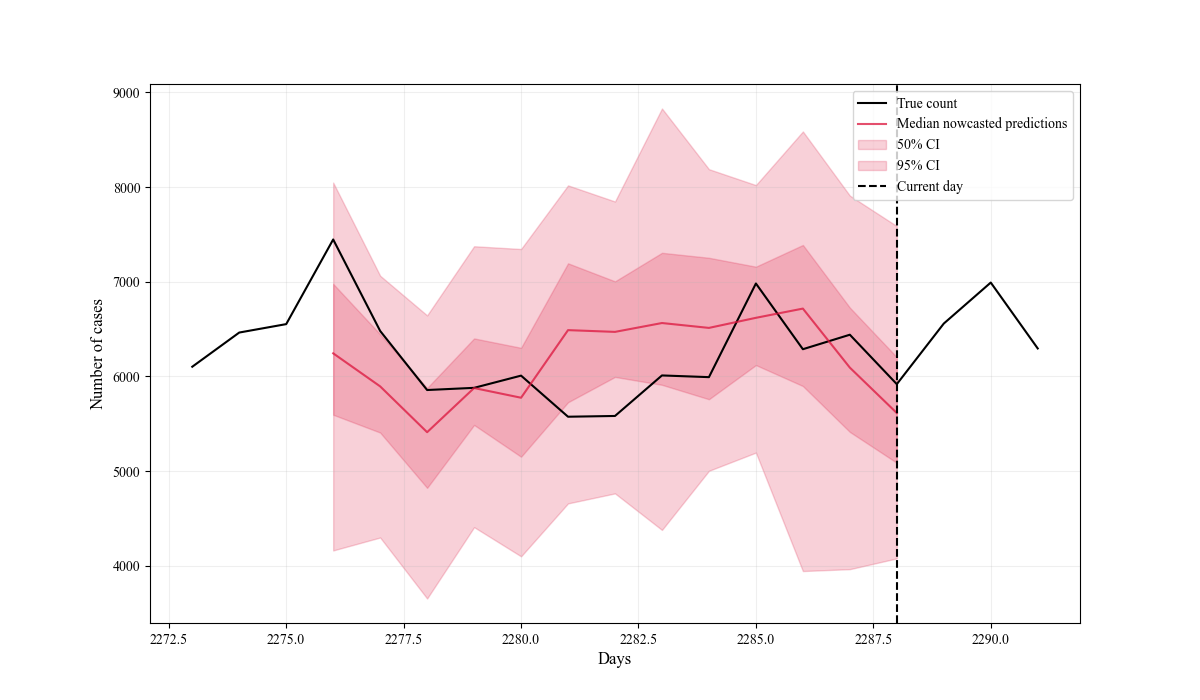 9000
8000
7000
6000
5000
4000
Number of cases
2272.5
2275.0
2277.5
2280.0
2282.5
2285.0
2287.5
2290.0
Days
True count
Median nowcasted predictions
50% CI
95% CI
Current day